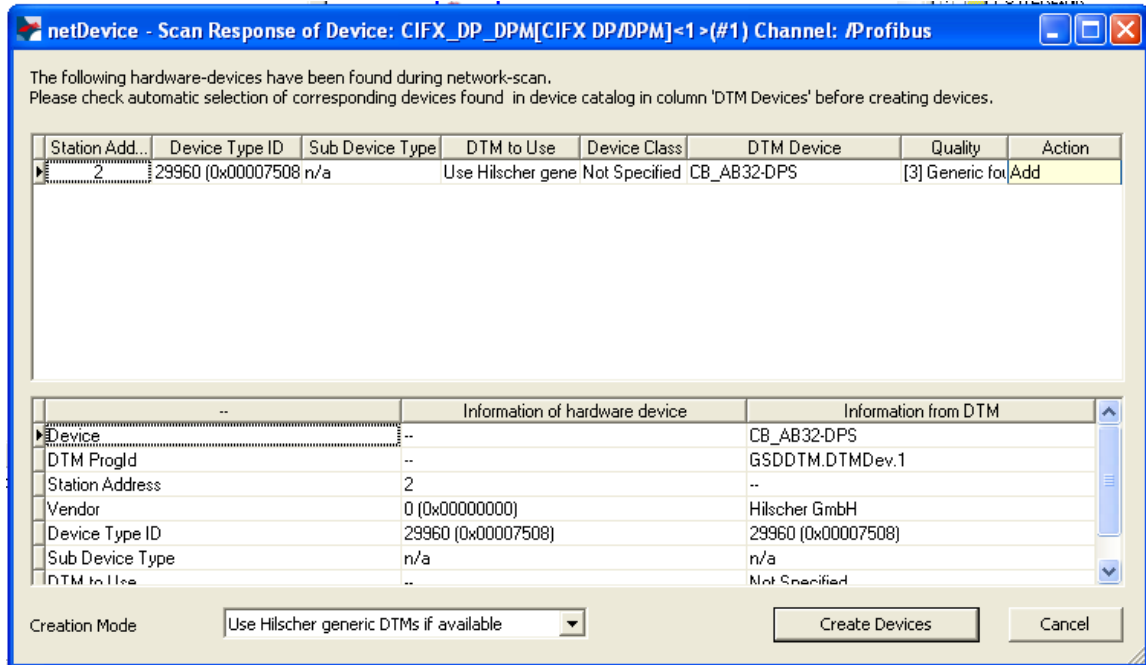 netDevice - Scan Response of Device: CIFX_DP_DPM[CIFX DP/DPM]<1>(#1) Channel: /Profibus
The following hardware-devices have been found during network-scan.
Please check automatic selection of corresponding devices found in device catalog in column 'DTM Devices' before creating devices.
Station Add... Device Type ID Sub Device Type DTM to Use Device Class DTM Device Quality Action
2 29960 (0x00007508 n/a Use Hilscher gene Not Specified CB_AB32-DPS [3] Generic fou Add
-- Information of hardware device Information from DTM
Device -- CB_AB32-DPS
DTM ProgId -- GSDDTM.DTMDev.1
Station Address 2 --
Vendor 0 (0x00000000) Hilscher GmbH
Device Type ID 29960 (0x00007508) 29960 (0x00007508)
Sub Device Type n/a n/a
DTM to Use -- Not Specified
Creation Mode Use Hilscher generic DTMs if available Create Devices Cancel